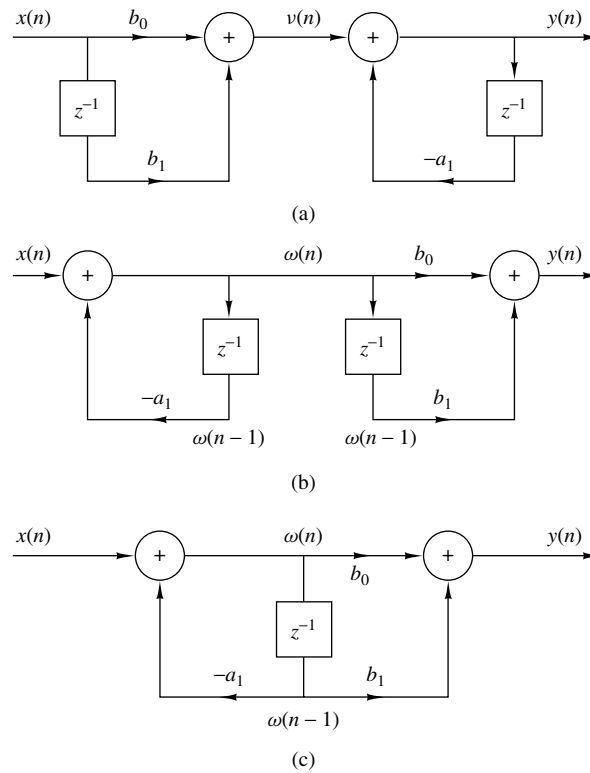 x(n) b₀ + v(n) + y(n)
z⁻¹ z⁻¹
b₁ −a₁
(a)
x(n) + ω(n) b₀ + y(n)
z⁻¹ z⁻¹
−a₁ b₁
ω(n − 1) ω(n − 1)
(b)
x(n) + ω(n) + y(n)
b₀
z⁻¹
−a₁ b₁
ω(n − 1)
(c)